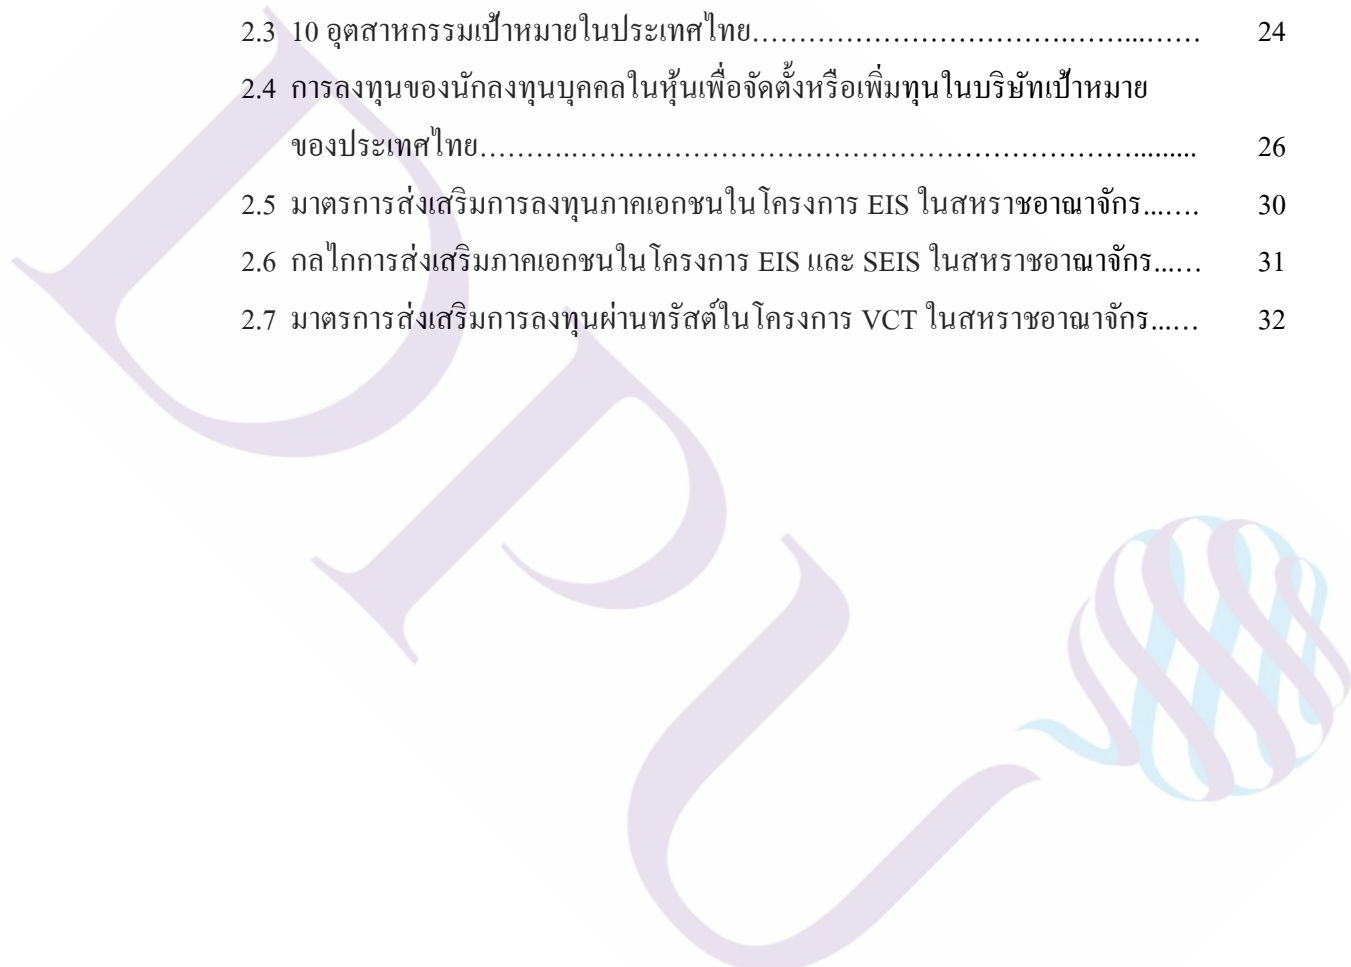 2.3 10 อุตสาหกรรมเป้าหมายในประเทศไทย……………………………….……...…… 24
2.4 การลงทุนของนักลงทุนบุคคลในหุ้นเพื่อจัดตั้งหรือเพิ่มทุนในบริษัทเป้าหมาย
ของประเทศไทย……….……………………………………………………………......... 26
2.5 มาตรการส่งเสริมการลงทุนภาคเอกชนในโครงการ EIS ในสหราชอาณาจักร...…. 30
2.6 กลไกการส่งเสริมภาคเอกชนในโครงการ EIS และ SEIS ในสหราชอาณาจักร...… 31
2.7 มาตรการส่งเสริมการลงทุนผ่านทรัสต์ในโครงการ VCT ในสหราชอาณาจักร...… 32
DPU